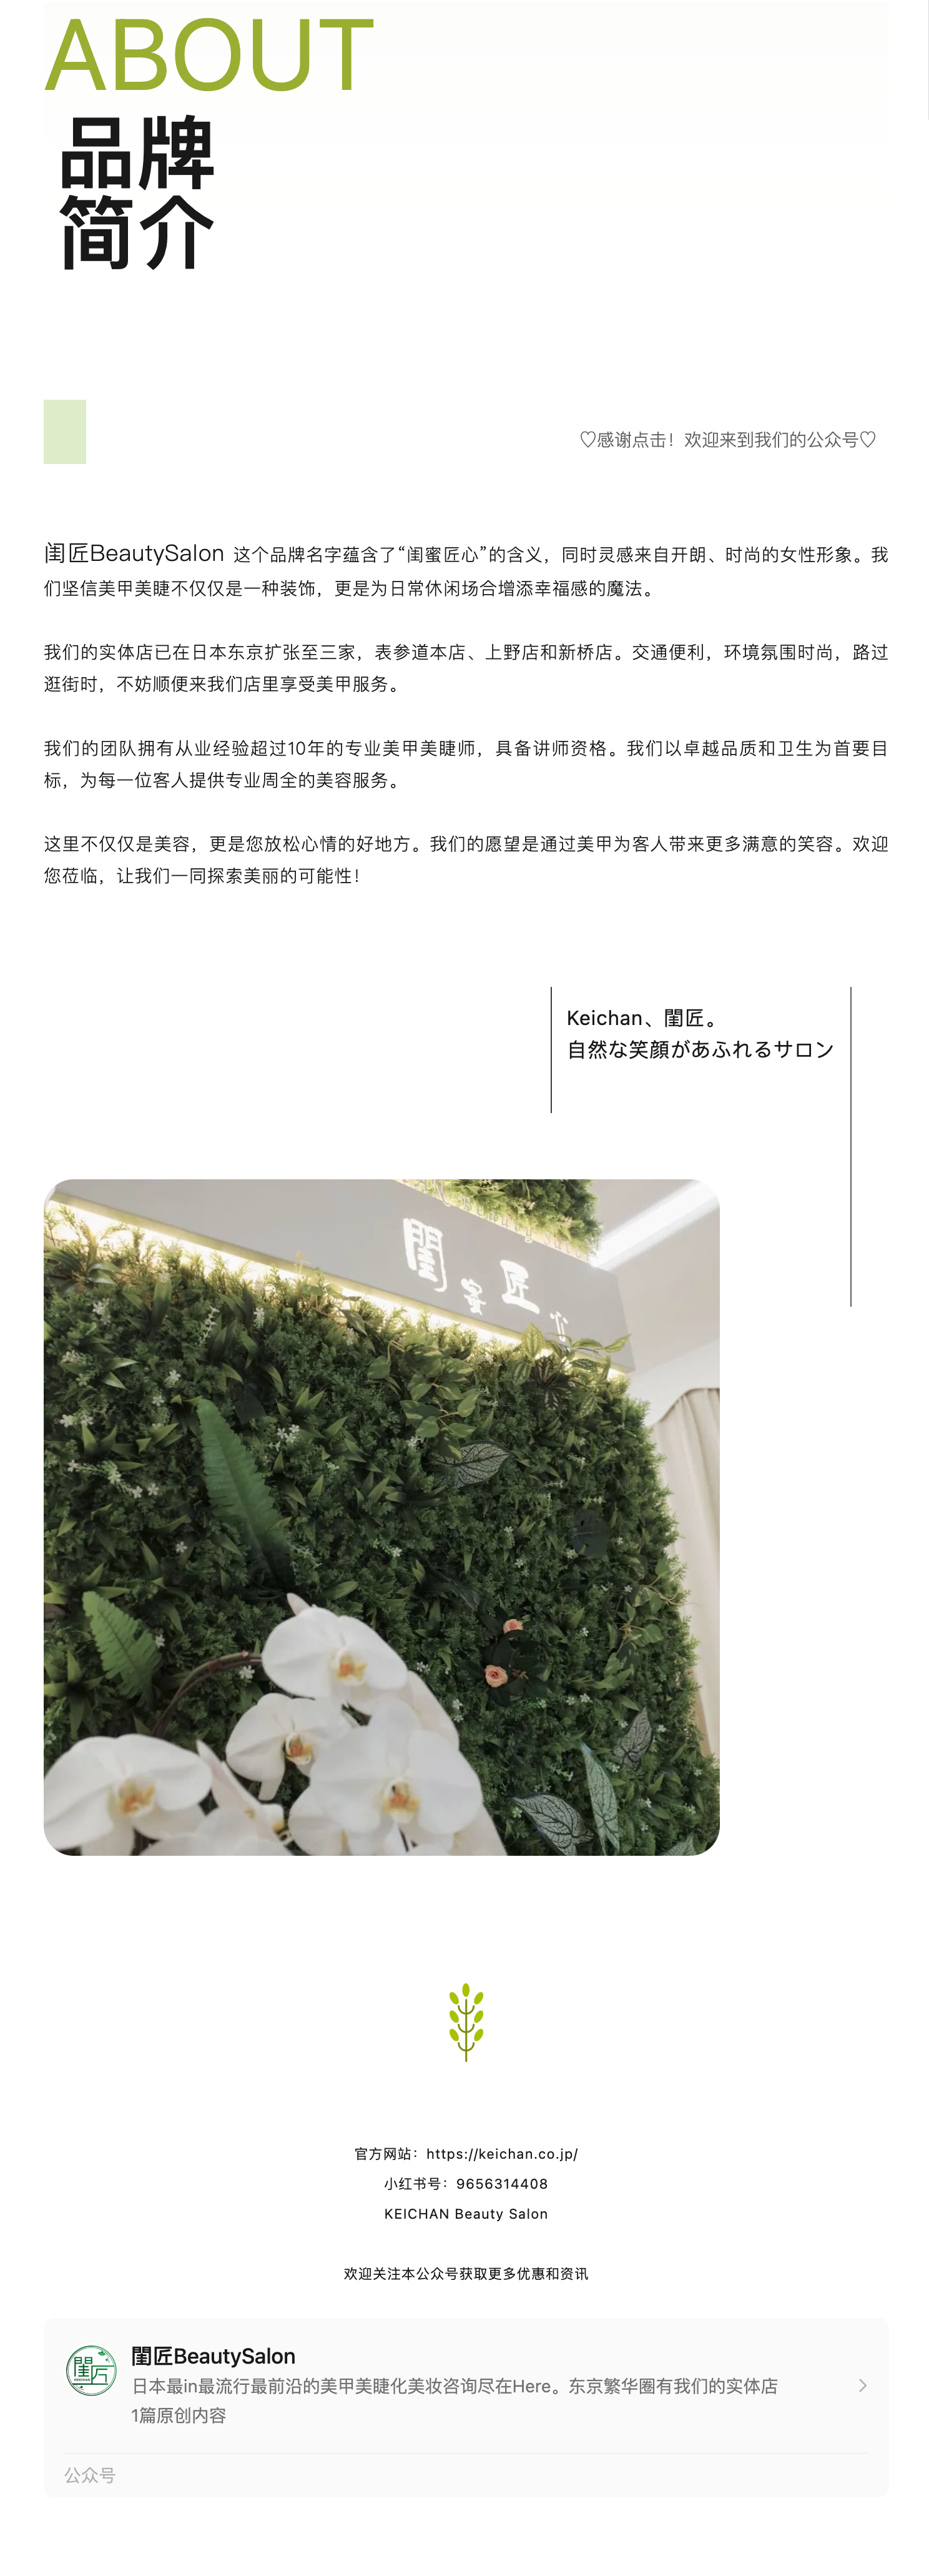 ABOUT
品牌
简介
♡感谢点击！欢迎来到我们的公众号♡
闺匠BeautySalon 这个品牌名字蕴含了“闺蜜匠心”的含义，同时灵感来自开朗、时尚的女性形象。我
们坚信美甲美睫不仅仅是一种装饰，更是为日常休闲场合增添幸福感的魔法。
我们的实体店已在日本东京扩张至三家，表参道本店、上野店和新桥店。交通便利，环境氛围时尚，路过
逛街时，不妨顺便来我们店里享受美甲服务。
我们的团队拥有从业经验超过10年的专业美甲美睫师，具备讲师资格。我们以卓越品质和卫生为首要目
标，为每一位客人提供专业周全的美容服务。
这里不仅仅是美容，更是您放松心情的好地方。我们的愿望是通过美甲为客人带来更多满意的笑容。欢迎
您莅临，让我们一同探索美丽的可能性！
Keichan、閨匠。
自然な笑顔があふれるサロン
閨蜜匠心
官方网站：https://keichan.co.jp/
小红书号：9656314408
KEICHAN Beauty Salon
欢迎关注本公众号获取更多优惠和资讯
閨匠
閨匠BeautySalon
日本最in最流行最前沿的美甲美睫化美妆咨询尽在Here。东京繁华圈有我们的实体店
1篇原创内容
公众号